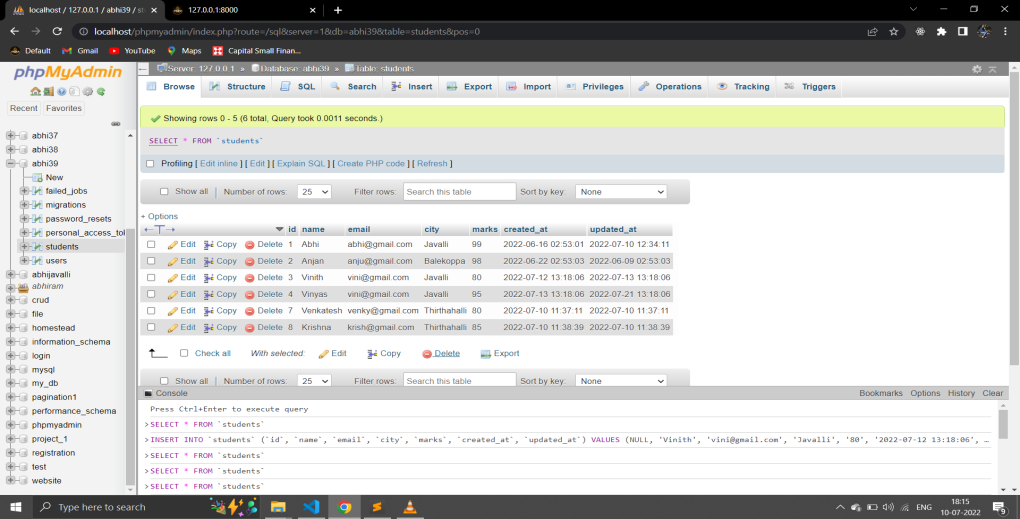 localhost / 127.0.0.1 / abhi39 / st
127.0.0.1:8000
localhost/phpmyadmin/index.php?route=/sql&server=1&db=abhi39&table=students&pos=0
Default Gmail YouTube Maps Capital Small Finan...
phpMyAdmin
Recent Favorites
abhi37
abhi38
abhi39
New
failed_jobs
migrations
password_resets
personal_access_tol
students
users
abhijavalli
abhiram
crud
file
homestead
information_schema
login
mysql
my_db
pagination1
performance_schema
phpmyadmin
project_1
registration
test
website
Server: 127.0.0.1 » Database: abhi39 » Table: students
Browse Structure SQL Search Insert Export Import Privileges Operations Tracking Triggers
Showing rows 0 - 5 (6 total, Query took 0.0011 seconds.)
SELECT * FROM `students`
Profiling [ Edit inline ] [ Edit ] [ Explain SQL ] [ Create PHP code ] [ Refresh ]
Show all | Number of rows: 25 Filter rows: Search this table Sort by key: None
+ Options
id name email city marks created_at updated_at
Edit Copy Delete 1 Abhi abhi@gmail.com Javalli 99 2022-06-16 02:53:01 2022-07-10 12:34:11
Edit Copy Delete 2 Anjan anju@gmail.com Balekoppa 98 2022-06-22 02:53:03 2022-06-09 02:53:03
Edit Copy Delete 3 Vinith vini@gmail.com Javalli 80 2022-07-12 13:18:06 2022-07-13 13:18:06
Edit Copy Delete 4 Vinyas vini@gmail.com Javalli 95 2022-07-13 13:18:06 2022-07-21 13:18:06
Edit Copy Delete 7 Venkatesh venky@gmail.com Thirthahalli 80 2022-07-10 11:37:11 2022-07-10 11:37:11
Edit Copy Delete 8 Krishna krish@gmail.com Thirthahalli 85 2022-07-10 11:38:39 2022-07-10 11:38:39
Check all With selected: Edit Copy Delete Export
Show all | Number of rows: 25 Filter rows: Search this table Sort by key: None
Console Bookmarks Options History Clear
Press Ctrl+Enter to execute query
>SELECT * FROM `students`
>INSERT INTO `students` (`id`, `name`, `email`, `city`, `marks`, `created_at`, `updated_at`) VALUES (NULL, 'Vinith', 'vini@gmail.com', 'Javalli', '80', '2022-07-12 13:18:06', '…
>SELECT * FROM `students`
>SELECT * FROM `students`
>SELECT * FROM `students`
Type here to search
ENG
18:15
10-07-2022
9